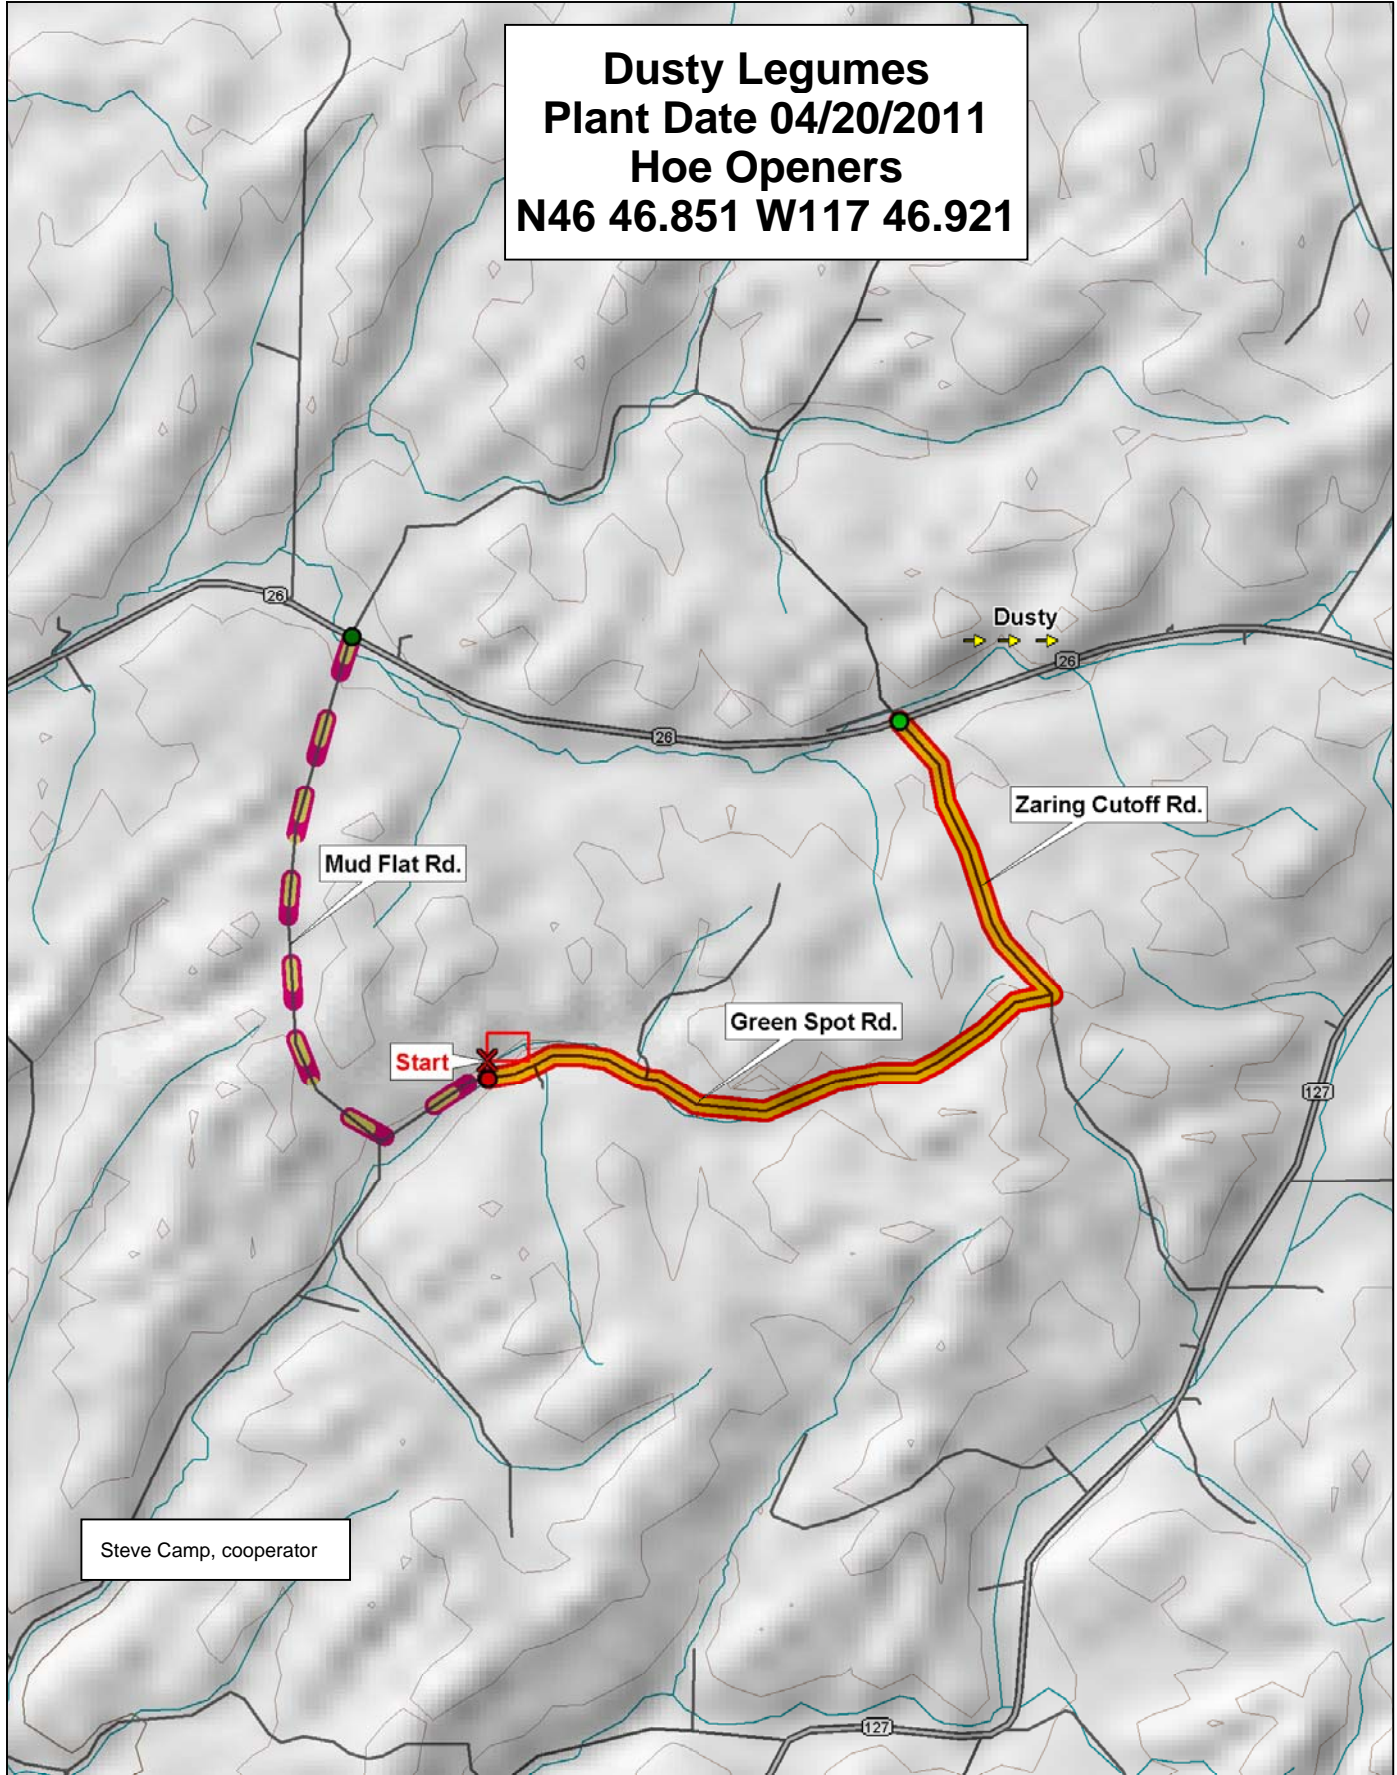 Dusty Legumes
Plant Date 04/20/2011
Hoe Openers
N46 46.851 W117 46.921
26
Dusty
26
26
Zaring Cutoff Rd.
Mud Flat Rd.
Green Spot Rd.
Start
127
Steve Camp, cooperator
127